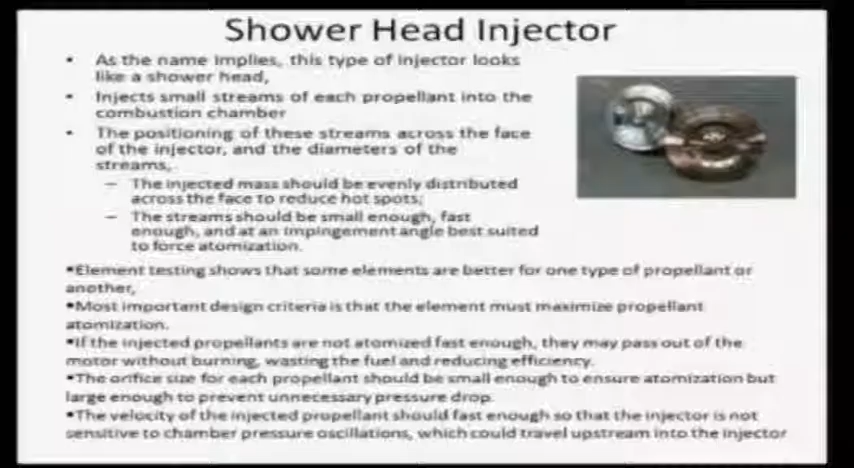 Shower Head Injector
• As the name implies, this type of injector looks
like a shower head,
• Injects small streams of each propellant into the
combustion chamber
• The positioning of these streams across the face
of the injector, and the diameters of the
streams,
– The injected mass should be evenly distributed
across the face to reduce hot spots;
– The streams should be small enough, fast
enough, and at an impingement angle best suited
to force atomization.
▪Element testing shows that some elements are better for one type of propellant or
another,
▪Most important design criteria is that the element must maximize propellant
atomization.
▪If the injected propellants are not atomized fast enough, they may pass out of the
motor without burning, wasting the fuel and reducing efficiency.
▪The orifice size for each propellant should be small enough to ensure atomization but
large enough to prevent unnecessary pressure drop.
▪The velocity of the injected propellant should fast enough so that the injector is not
sensitive to chamber pressure oscillations, which could travel upstream into the injector